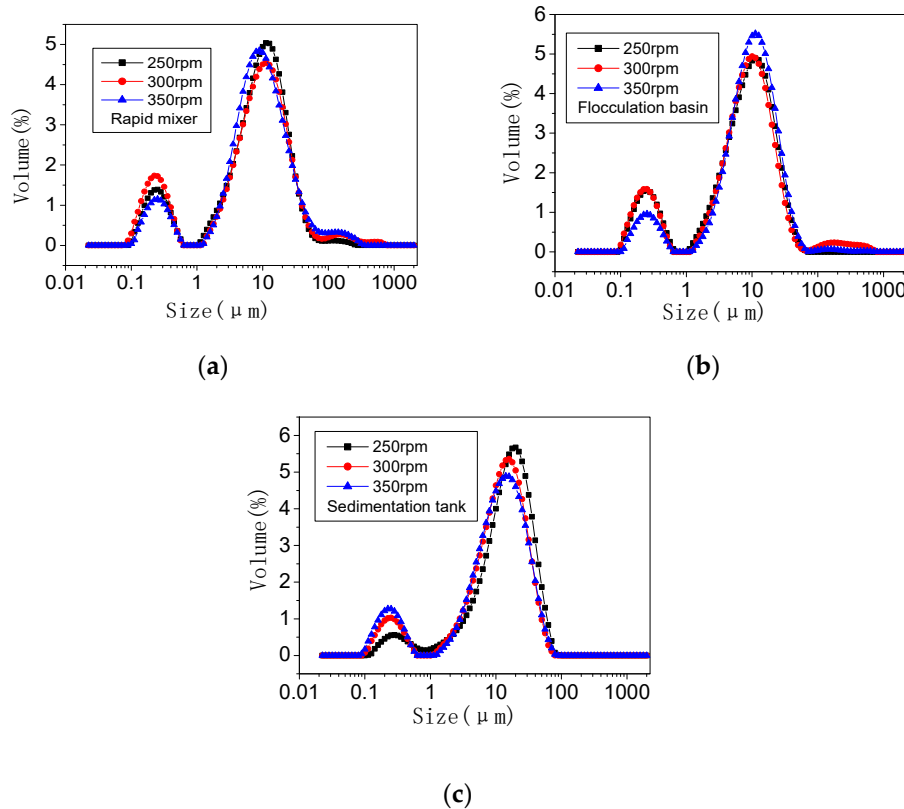 5
4
3
2
1
0
Volume(%)
250rpm
300rpm
350rpm
Rapid mixer
0.01 0.1 1 10 100 1000
Size(μm)
(a)
6
5
4
3
2
1
0
Volume(%)
250rpm
300rpm
350rpm
Flocculation basin
0.01 0.1 1 10 100 1000
Size(μm)
(b)
6
5
4
3
2
1
0
Volume(%)
250rpm
300rpm
350rpm
Sedimentation tank
0.01 0.1 1 10 100 1000
Size(μm)
(c)